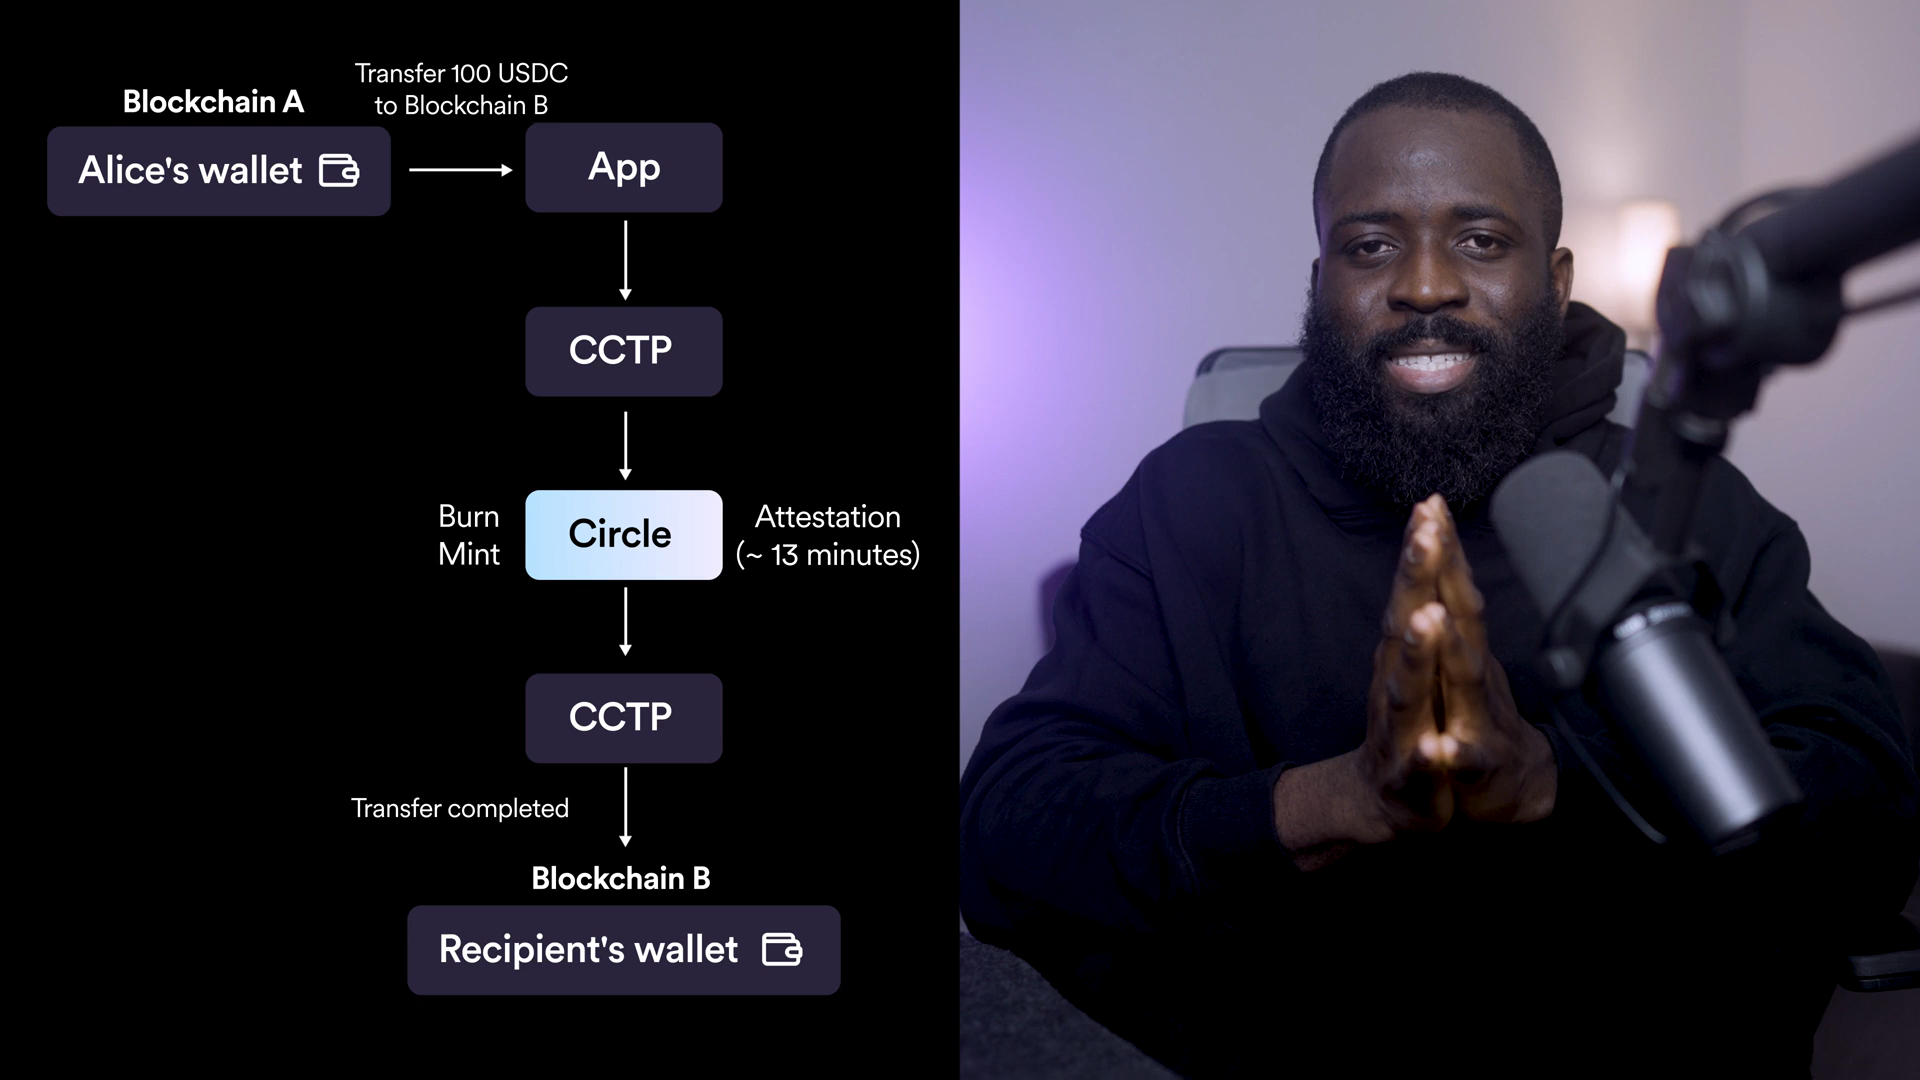 Blockchain A
Transfer 100 USDC
to Blockchain B
Alice's wallet
App
CCTP
Burn
Mint
Circle
Attestation
(~ 13 minutes)
CCTP
Transfer completed
Blockchain B
Recipient's wallet